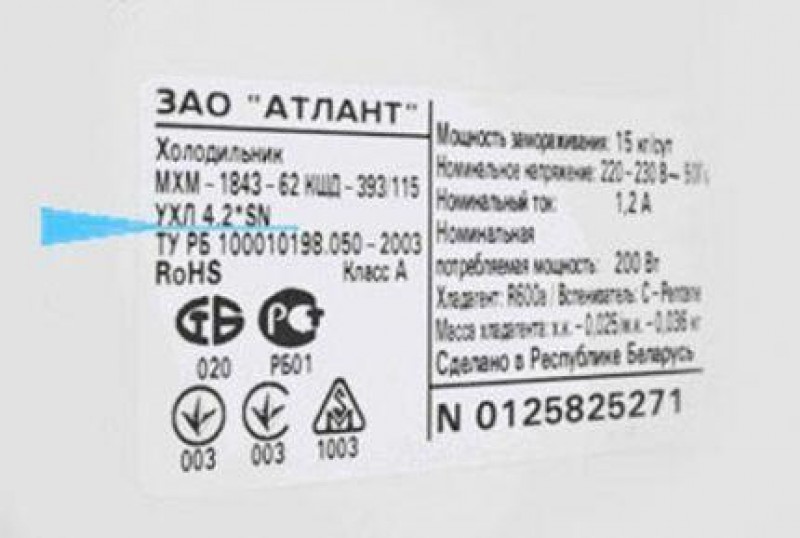 ЗАО "АТЛАНТ"
Холодильник
МХМ - 1843 - 62 КШД - 393/115
УХЛ 4.2*SN
ТУ РБ 100010198.050 - 2003
RoHS Класс А
СТБ РСТ
020 РБ01
003 003 1003
Мощность замораживания: 15 кг/сут
Номинальное напряжение: 220-230 В~ 50Гц
Номинальный ток: 1,2 А
Номинальная
потребляемая мощность: 200 Вт
Хладагент: R600a / Вспениватель: C-Pentane
Масса хладагента: х.к. -0,025/м.к. -0,036 кг
Сделано в Республике Беларусь
N 0125825271